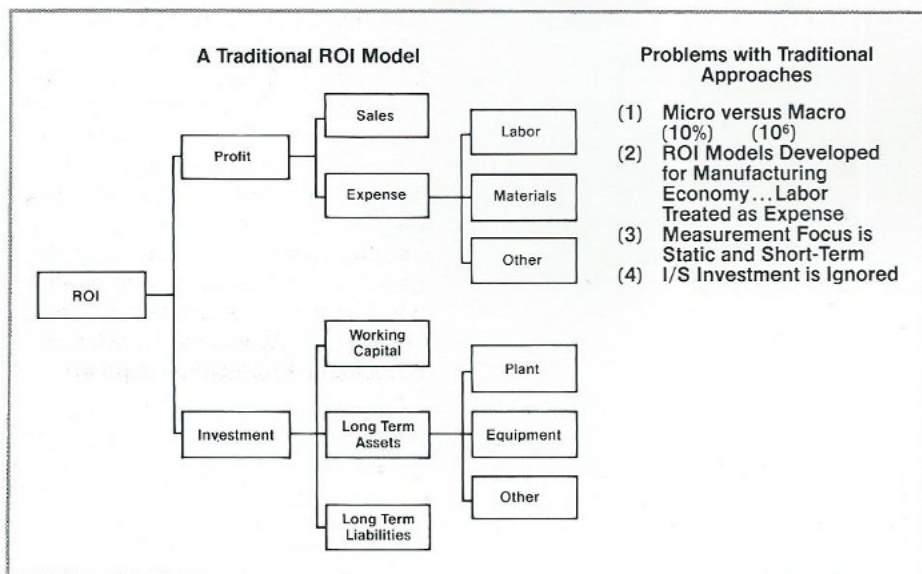 A Traditional ROI Model
ROI
Profit
Investment
Sales
Expense
Labor
Materials
Other
Working
Capital
Long Term
Assets
Long Term
Liabilities
Plant
Equipment
Other
Problems with Traditional
Approaches
(1) Micro versus Macro
(10%) (10⁶)
(2) ROI Models Developed
for Manufacturing
Economy...Labor
Treated as Expense
(3) Measurement Focus is
Static and Short-Term
(4) I/S Investment is Ignored